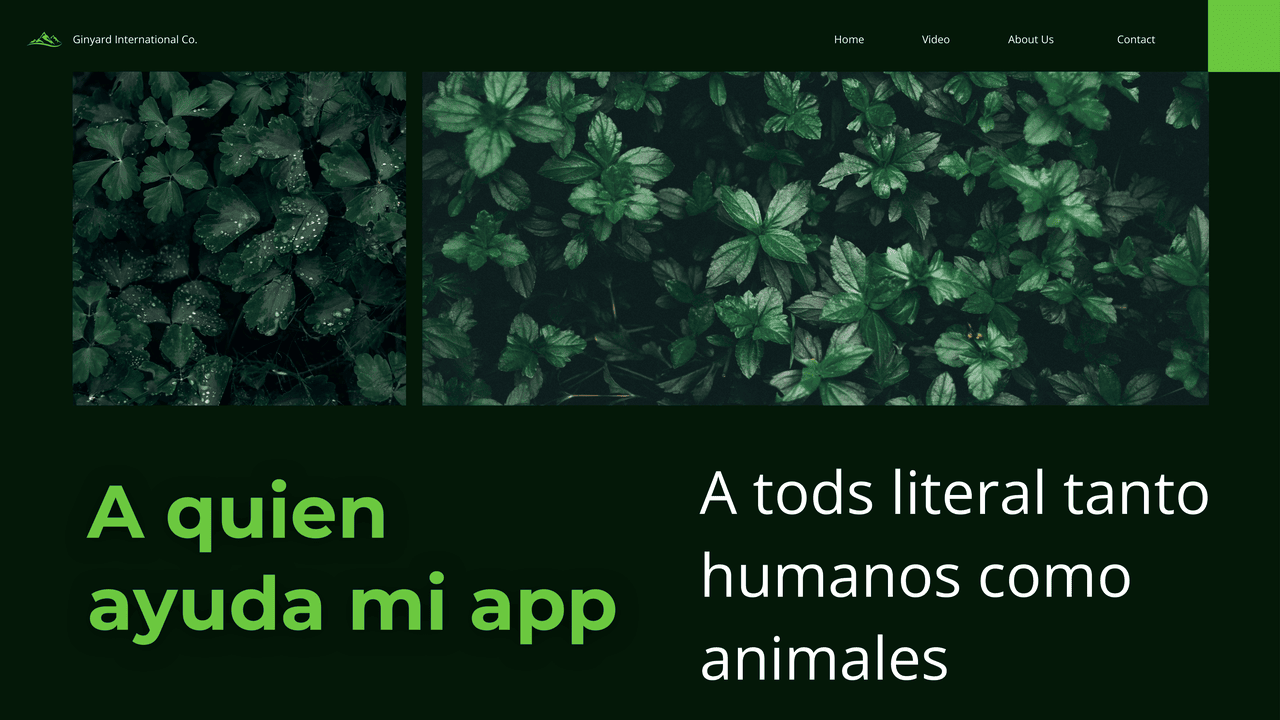 Ginyard International Co.
Home Video About Us Contact
A quien
ayuda mi app
A tods literal tanto
humanos como
animales